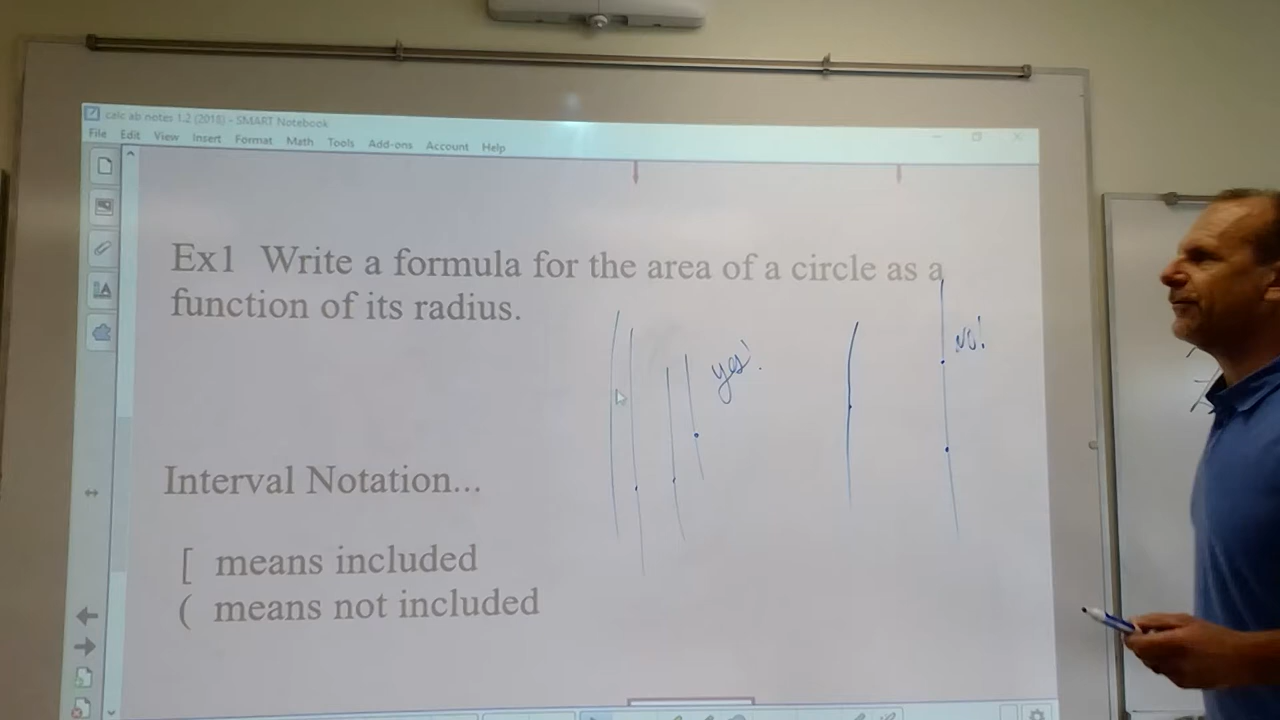 calc ab notes 1.2 (2018) - SMART Notebook
File Edit View Insert Format Math Tools Add-ons Account Help
Ex1 Write a formula for the area of a circle as a
function of its radius.
yes!
NO!
Interval Notation...
[ means included
( means not included